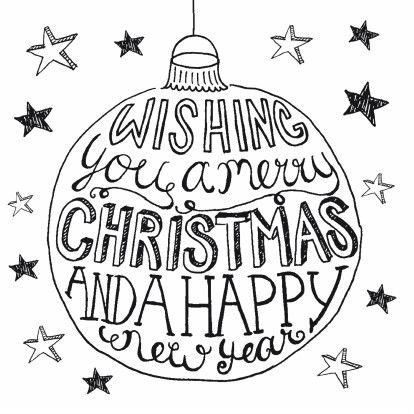 WISHING
you a merry
CHRISTMAS
AND A HAPPY
new year